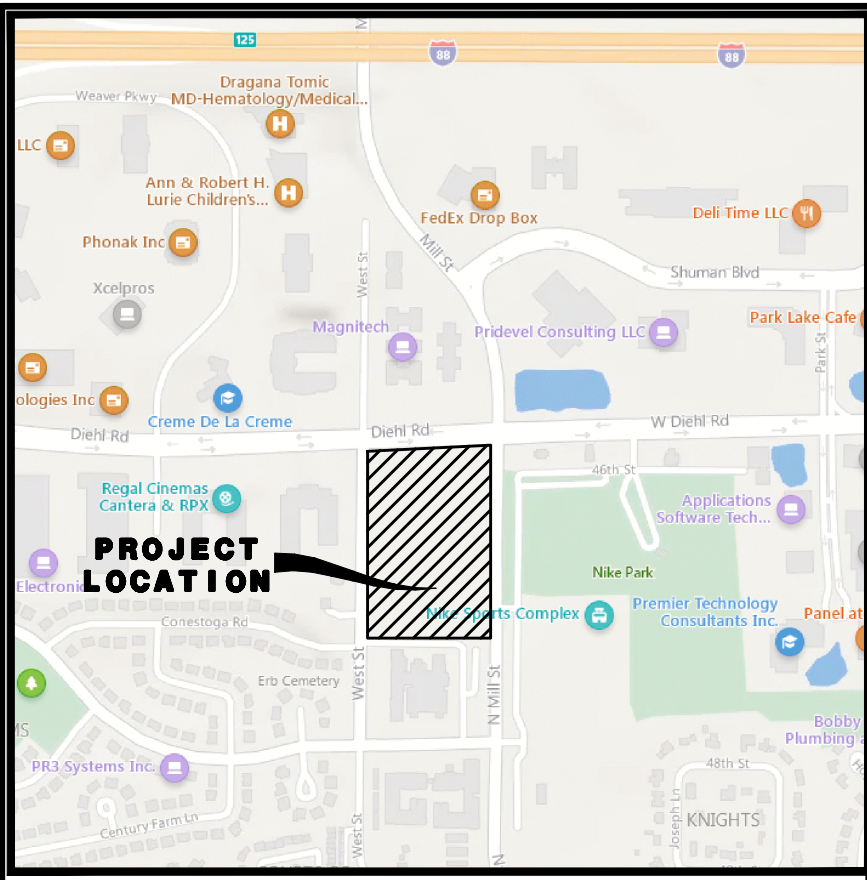 M
125
88
88
Weaver Pkwy
Dragana Tomic
MD-Hematology/Medical...
LLC
Ann & Robert H.
Lurie Children's...
FedEx Drop Box
Deli Time LLC
Phonak Inc
Mill St
West St
Shuman Blvd
Xcelpros
Magnitech
Pridevel Consulting LLC
Park Lake Cafe
Park St
ologies Inc
Creme De La Creme
Diehl Rd
Diehl Rd
W Diehl Rd
46th St
Regal Cinemas
Cantera & RPX
Applications
Software Tech...
PROJECT
LOCATION
Electronic
Nike Park
Nike Sports Complex
Premier Technology
Consultants Inc.
Panel at
Conestoga Rd
West St
Erb Cemetery
N Mill St
MS
Bobby
Plumbing a
PR3 Systems Inc.
48th St
Ho
Century Farm Ln
West St
Joseph Ln
KNIGHTS
N